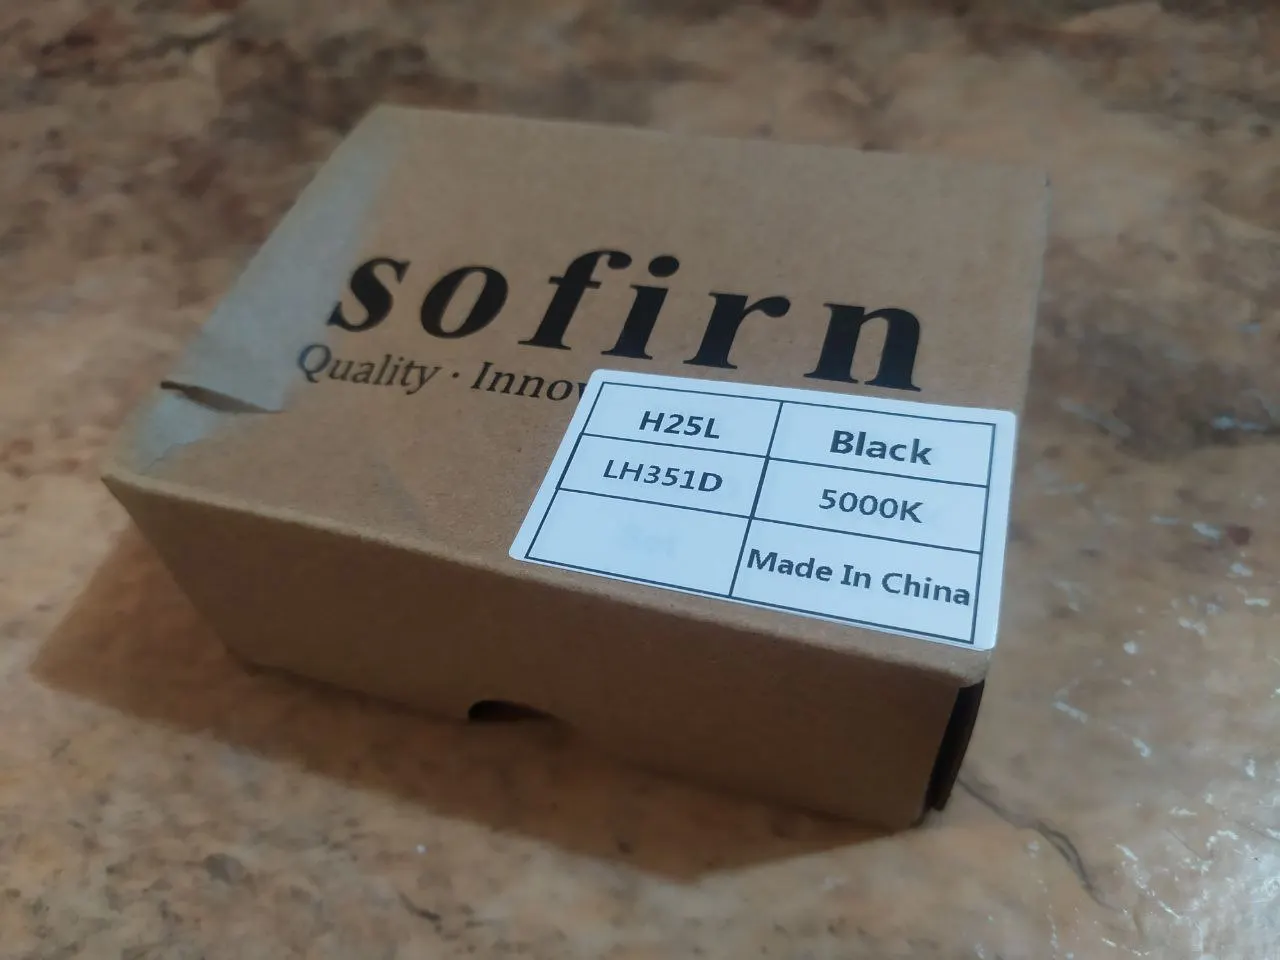 sofirn
Quality · Innov
H25L Black
LH351D 5000K
Made In China